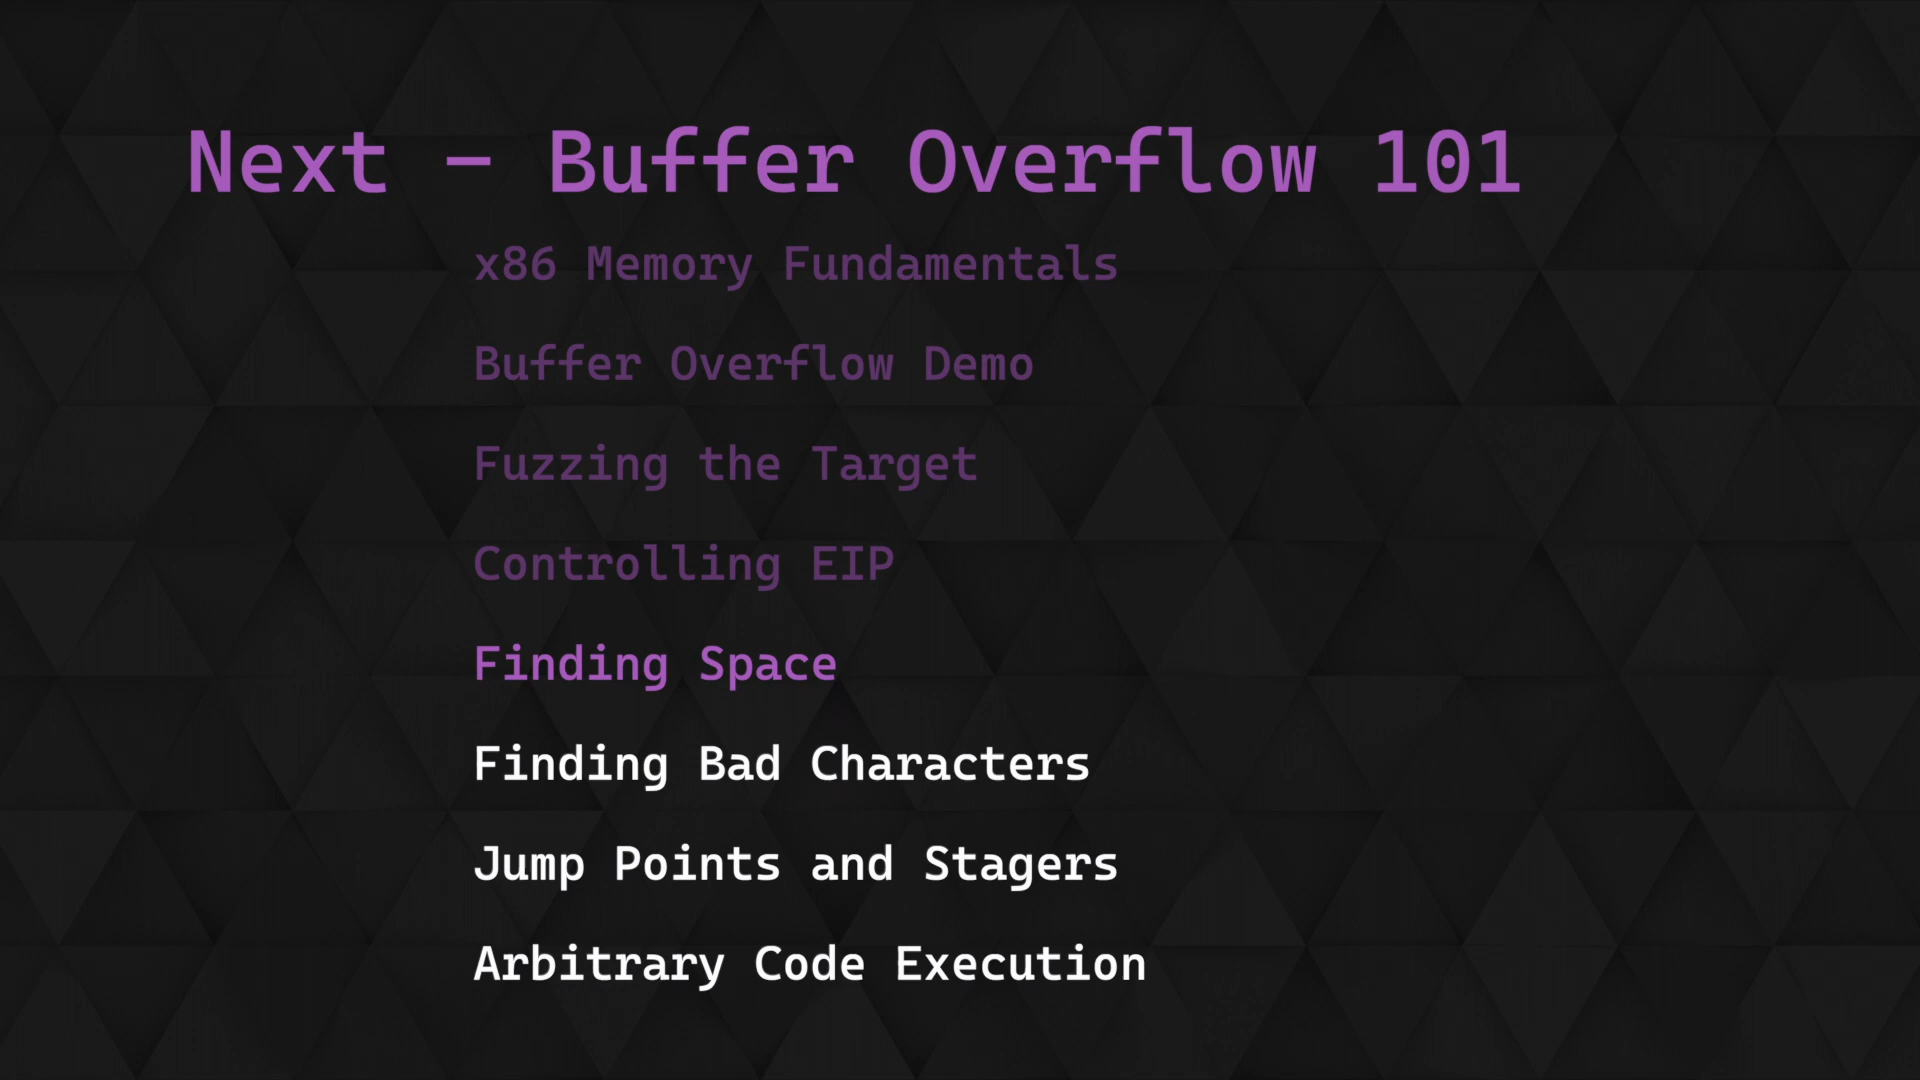 Next - Buffer Overflow 101
x86 Memory Fundamentals
Buffer Overflow Demo
Fuzzing the Target
Controlling EIP
Finding Space
Finding Bad Characters
Jump Points and Stagers
Arbitrary Code Execution